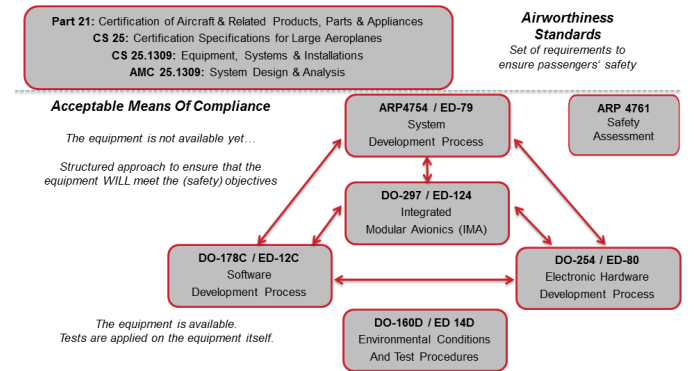 Part 21: Certification of Aircraft & Related Products, Parts & Appliances
CS 25: Certification Specifications for Large Aeroplanes
CS 25.1309: Equipment, Systems & Installations
AMC 25.1309: System Design & Analysis
Airworthiness
Standards
Set of requirements to
ensure passengers' safety
Acceptable Means Of Compliance
The equipment is not available yet…
Structured approach to ensure that the
equipment WILL meet the (safety) objectives
ARP4754 / ED-79
System
Development Process
ARP 4761
Safety
Assessment
DO-297 / ED-124
Integrated
Modular Avionics (IMA)
DO-178C / ED-12C
Software
Development Process
DO-254 / ED-80
Electronic Hardware
Development Process
The equipment is available.
Tests are applied on the equipment itself.
DO-160D / ED 14D
Environmental Conditions
And Test Procedures